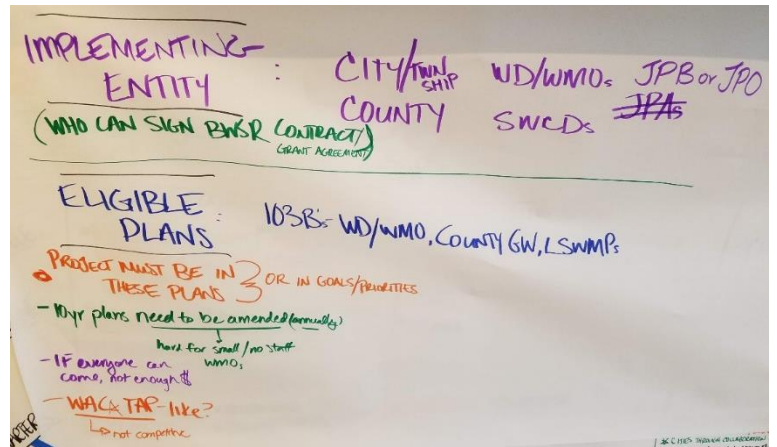 IMPLEMENTING ENTITY : CITY/TWN SHIP WD/WMOs JPB or JPO
COUNTY SWCDs JPAs
(WHO CAN SIGN BWSR CONTRACT/
GRANT AGREEMENT)
ELIGIBLE PLANS : 103B's - WD/WMO, COUNTY GW, LSWMPs
PROJECT MUST BE IN
THESE PLANS } OR IN GOALS/PRIORITIES
- 10yr plans need to be amended (annually?)
hard for small/no staff
WMOs
- IF everyone can
come, not enough $
- WACA TAP-like?
↳ not competitive